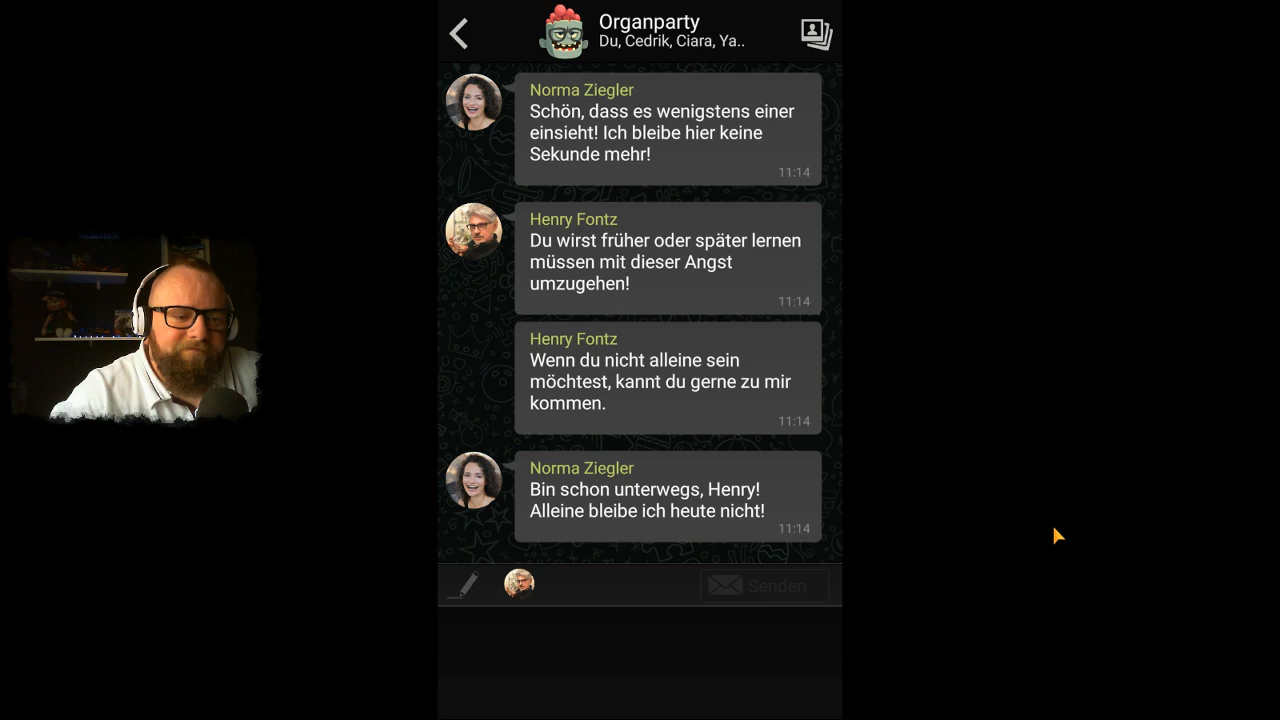 Organparty
Du, Cedrik, Ciara, Ya..
Norma Ziegler
Schön, dass es wenigstens einer
einsieht! Ich bleibe hier keine
Sekunde mehr!
11:14
Henry Fontz
Du wirst früher oder später lernen
müssen mit dieser Angst
umzugehen!
11:14
Henry Fontz
Wenn du nicht alleine sein
möchtest, kannt du gerne zu mir
kommen.
11:14
Norma Ziegler
Bin schon unterwegs, Henry!
Alleine bleibe ich heute nicht!
11:14
Senden